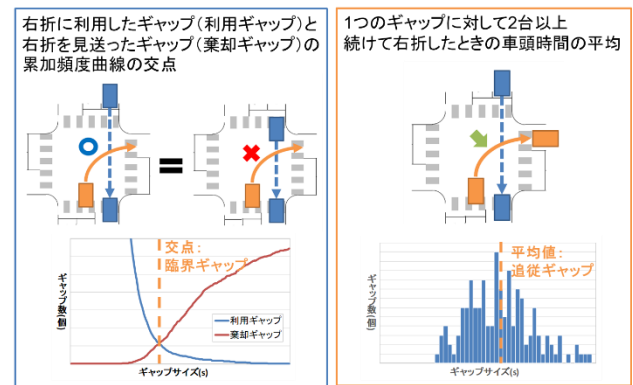 右折に利用したギャップ(利用ギャップ)と
右折を見送ったギャップ(棄却ギャップ)の
累加頻度曲線の交点
交点:
臨界ギャップ
ギャップ数(個)
利用ギャップ
棄却ギャップ
ギャップサイズ(s)
1つのギャップに対して2台以上
続けて右折したときの車頭時間の平均
平均値:
追従ギャップ
ギャップ数(個)
ギャップサイズ(s)